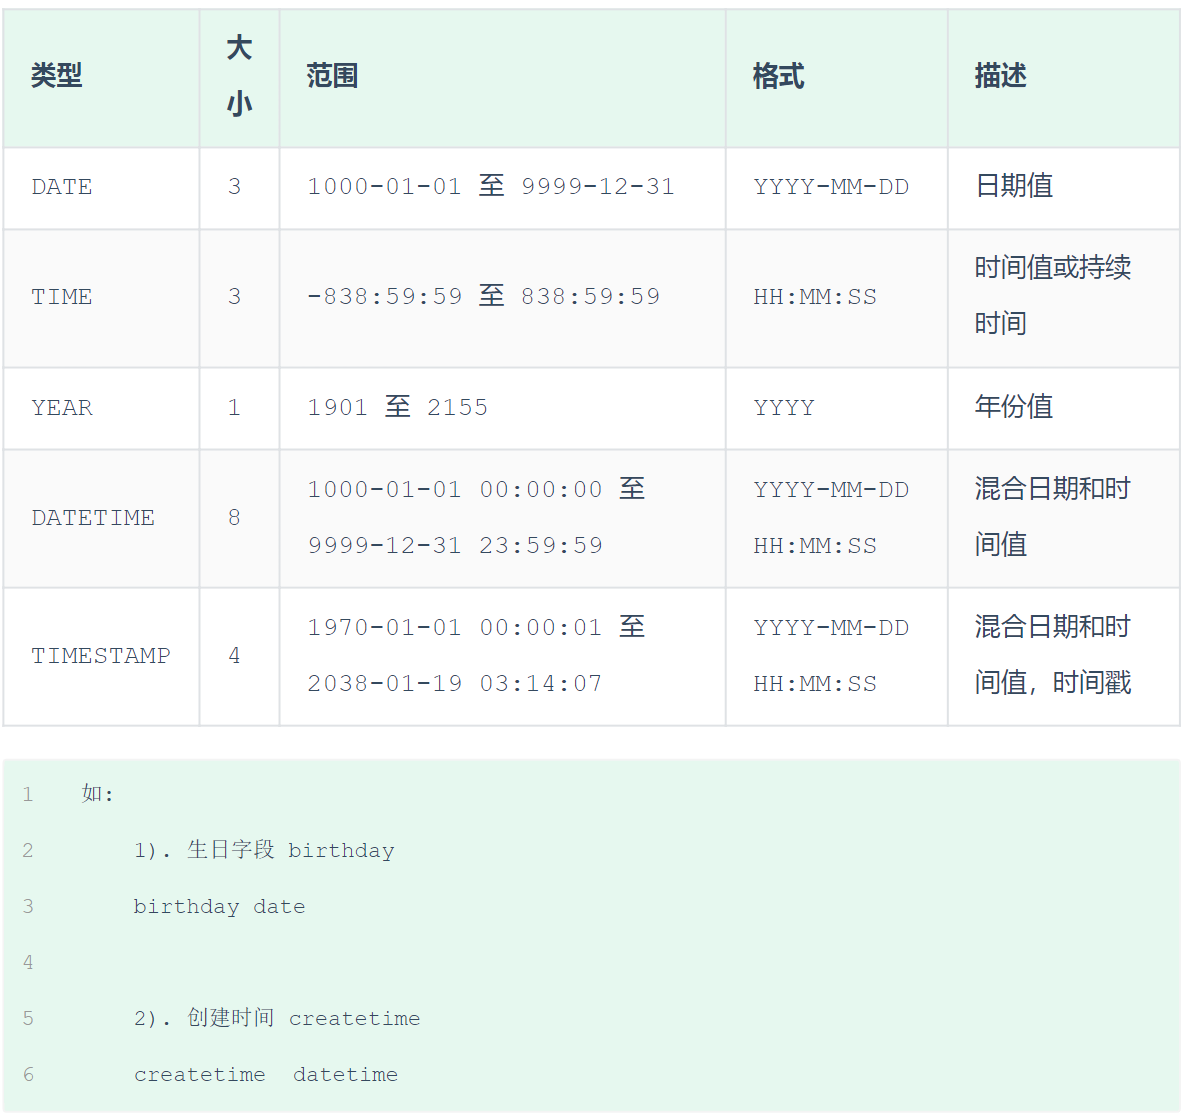 类型 大小 范围 格式 描述
DATE 3 1000-01-01 至 9999-12-31 YYYY-MM-DD 日期值
TIME 3 -838:59:59 至 838:59:59 HH:MM:SS 时间值或持续
时间
YEAR 1 1901 至 2155 YYYY 年份值
DATETIME 8 1000-01-01 00:00:00 至 YYYY-MM-DD 混合日期和时
9999-12-31 23:59:59 HH:MM:SS 间值
TIMESTAMP 4 1970-01-01 00:00:01 至 YYYY-MM-DD 混合日期和时
2038-01-19 03:14:07 HH:MM:SS 间值，时间戳
1 如:
2 1). 生日字段 birthday
3 birthday date
4
5 2). 创建时间 createtime
6 createtime datetime